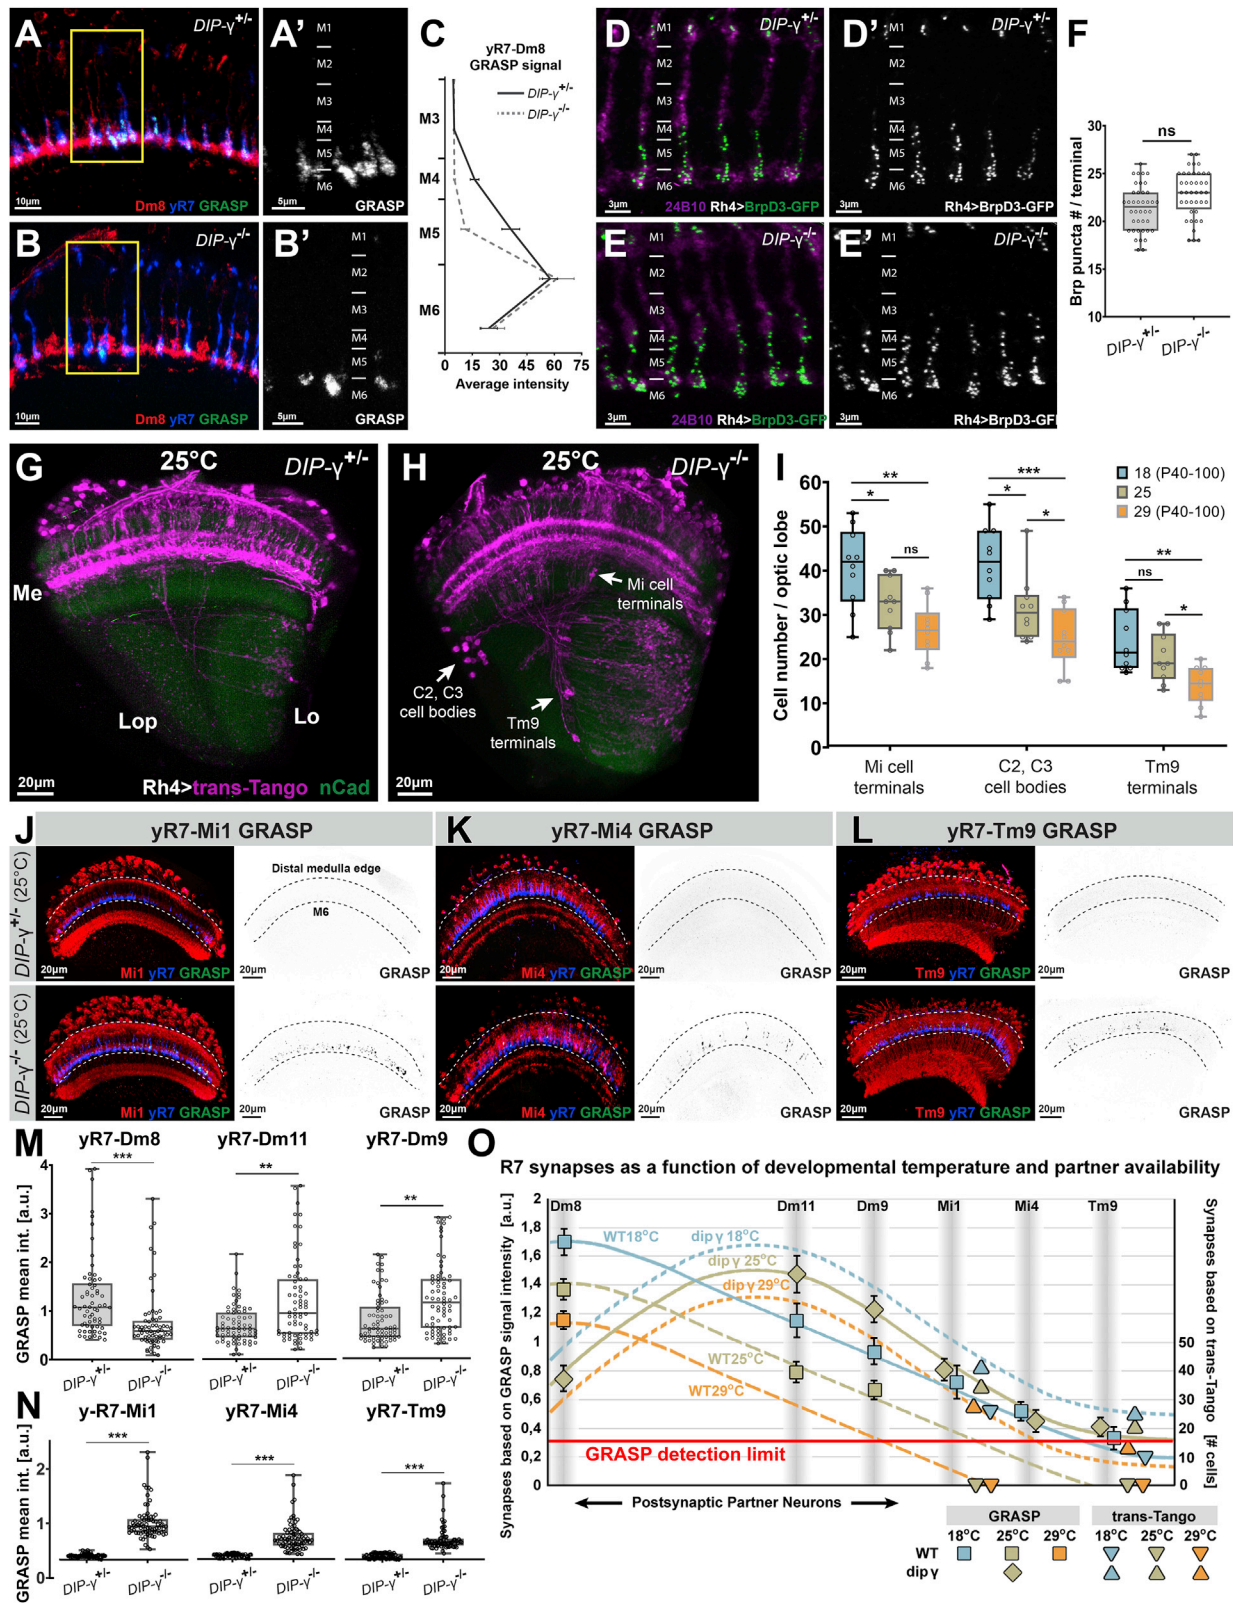 A
DIP-γ+/-
10μm
Dm8 yR7 GRASP
A'
M1
M2
M3
M4
M5
M6
5μm
GRASP
B
DIP-γ-/-
10μm
Dm8 yR7 GRASP
B'
M1
M2
M3
M4
M5
M6
5μm
GRASP
C
yR7-Dm8
GRASP signal
DIP-γ+/-
DIP-γ-/-
M3
M4
M5
M6
0 15 30 45 60 75
Average intensity
D
DIP-γ+/-
M1
M2
M3
M4
M5
M6
3μm
24B10 Rh4>BrpD3-GFP
D'
DIP-γ+/-
M1
M2
M3
M4
M5
M6
3μm
Rh4>BrpD3-GFP
E
DIP-γ-/-
M1
M2
M3
M4
M5
M6
3μm
24B10 Rh4>BrpD3-GFP
E'
DIP-γ-/-
M1
M2
M3
M4
M5
M6
3μm
Rh4>BrpD3-GFP
F
Brp puncta # / terminal
30
25
20
15
10
ns
DIP-γ+/-
DIP-γ-/-
G
25°C
DIP-γ+/-
Me
Lop
Lo
20μm
Rh4>trans-Tango nCad
H
25°C
DIP-γ-/-
Mi cell
terminals
C2, C3
cell bodies
Tm9
terminals
20μm
I
Cell number / optic lobe
60
50
40
30
20
10
0
18 (P40-100)
25
29 (P40-100)
**
*
ns
***
*
*
**
ns
*
Mi cell
terminals
C2, C3
cell bodies
Tm9
terminals
J
yR7-Mi1 GRASP
K
yR7-Mi4 GRASP
L
yR7-Tm9 GRASP
DIP-γ+/- (25°C)
20μm
Mi1 yR7 GRASP
Distal medulla edge
M6
20μm
GRASP
20μm
Mi4 yR7 GRASP
20μm
GRASP
20μm
Tm9 yR7 GRASP
20μm
GRASP
DIP-γ-/- (25°C)
20μm
Mi1 yR7 GRASP
20μm
GRASP
20μm
Mi4 yR7 GRASP
20μm
GRASP
20μm
Tm9 yR7 GRASP
20μm
GRASP
M
yR7-Dm8
yR7-Dm11
yR7-Dm9
GRASP mean int. [a.u.]
4
2
1
0
***
**
**
DIP-γ+/-
DIP-γ-/-
DIP-γ+/-
DIP-γ-/-
DIP-γ+/-
DIP-γ-/-
N
y-R7-Mi1
yR7-Mi4
yR7-Tm9
GRASP mean int. [a.u.]
2
1
0
***
***
***
DIP-γ+/-
DIP-γ-/-
DIP-γ+/-
DIP-γ-/-
DIP-γ+/-
DIP-γ-/-
O
R7 synapses as a function of developmental temperature and partner availability
Synapses based on GRASP signal intensity [a.u.]
2
1,8
1,6
1,4
1,2
1
0,8
0,6
0,4
0,2
0
Dm8
Dm11
Dm9
Mi1
Mi4
Tm9
WT18°C
dip γ 18°C
dip γ 25°C
dip γ 29°C
WT25°C
WT29°C
GRASP detection limit
Synapses based on trans-Tango [# cells]
50
40
30
20
10
0
Postsynaptic Partner Neurons
GRASP
trans-Tango
18°C 25°C 29°C 18°C 25°C 29°C
WT
dip γ